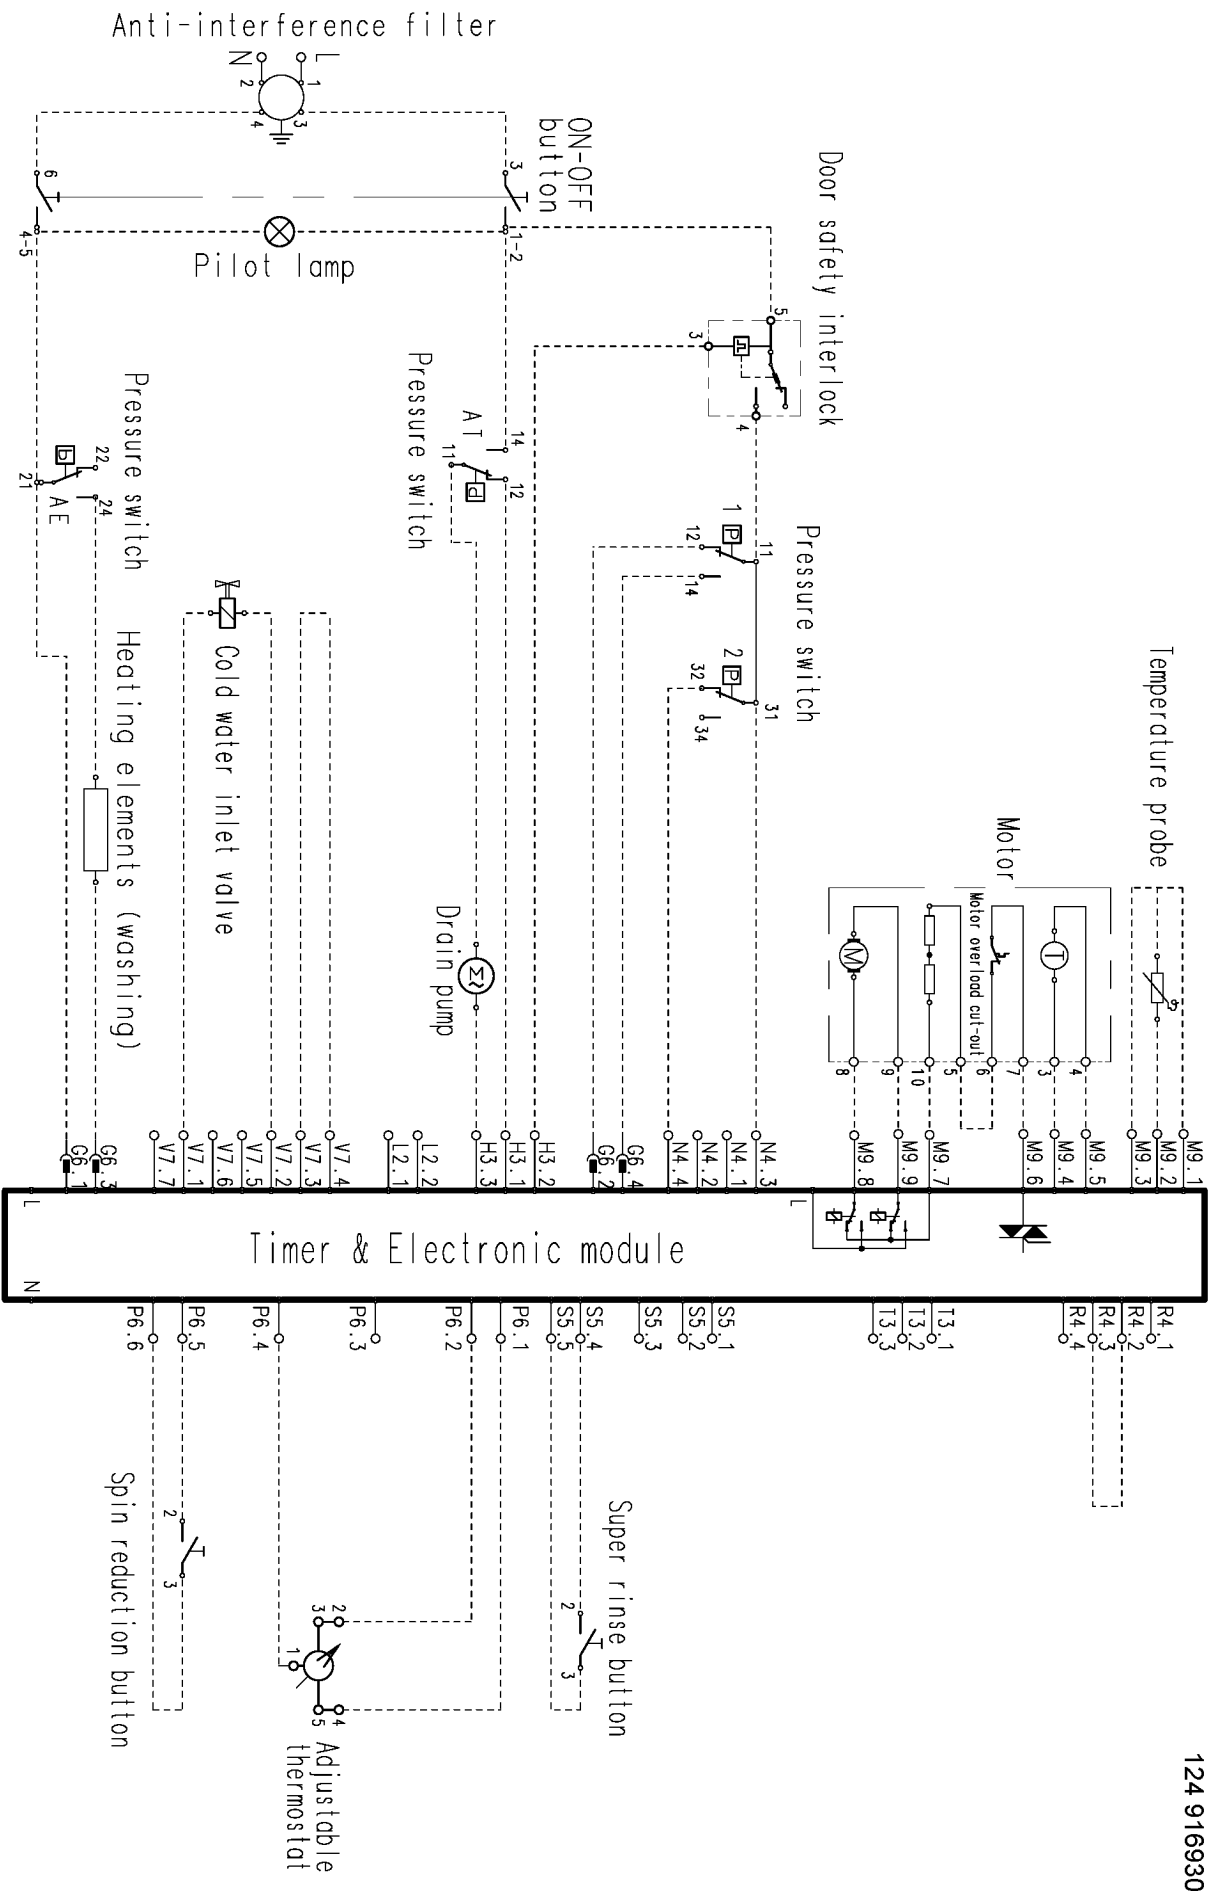 Anti-interference filter
N
L
2
1
4
3
ON-OFF
button
6
3
4-5
1-2
Pilot lamp
Door safety interlock
5
3
4
Pressure switch
AT
14
11
12
P
Pressure switch
22
21
24
AE
P
Pressure switch
1
P
12
11
14
2
P
32
31
34
Temperature probe
ϑ
Motor
Motor overload cut-out
M
T
8
9
10
5
6
7
3
4
Cold water inlet valve
Heating elements (washing)
Drain pump
M
G6.1
G6.3
V7.7
V7.1
V7.6
V7.5
V7.2
V7.3
V7.4
L2.1
L2.2
H3.3
H3.1
H3.2
G6.2
G6.4
N4.4
N4.2
N4.1
N4.3
M9.8
M9.9
M9.7
M9.6
M9.4
M9.5
M9.3
M9.2
M9.1
L
L
Timer & Electronic module
N
P6.6
P6.5
P6.4
P6.3
P6.2
P6.1
S5.5
S5.4
S5.3
S5.2
S5.1
T3.3
T3.2
T3.1
R4.4
R4.3
R4.2
R4.1
Spin reduction button
2
3
Adjustable
thermostat
3
2
1
5
4
Super rinse button
2
3
124 916930